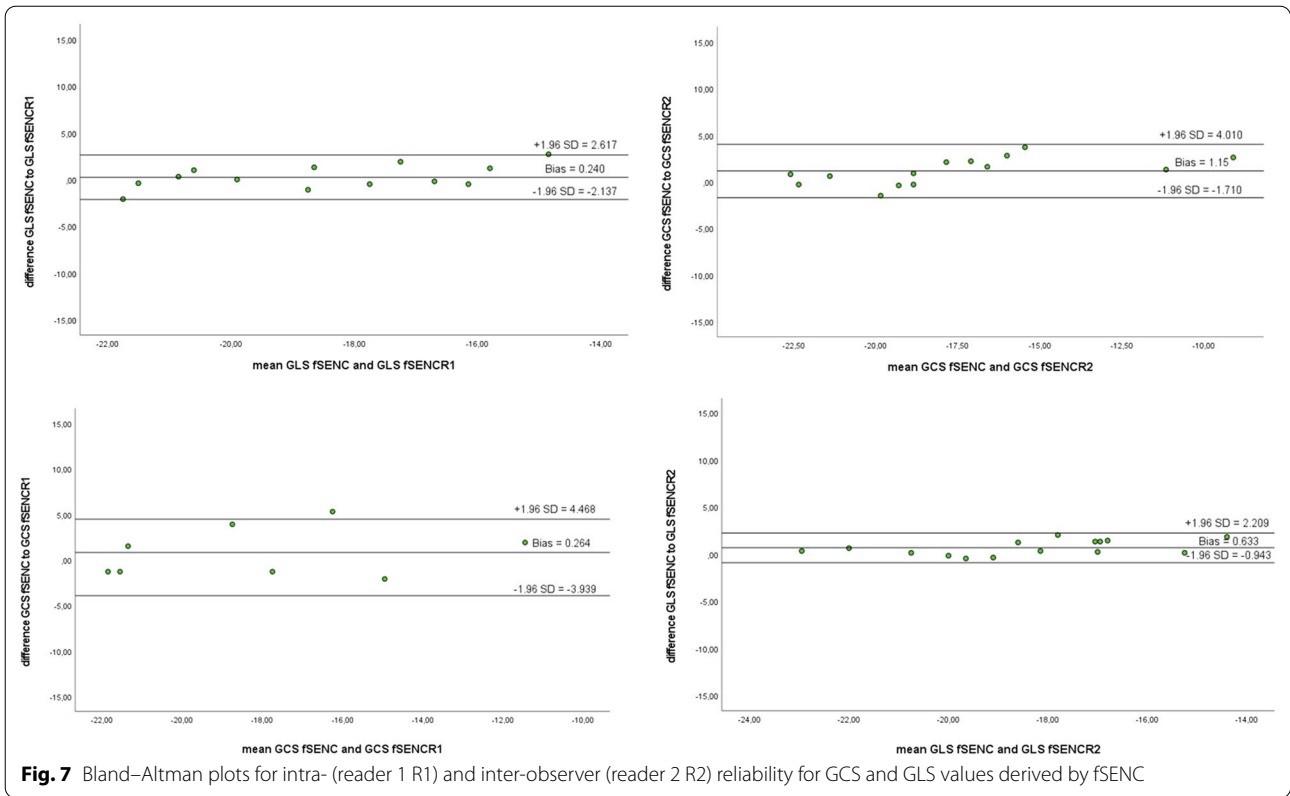 15,00
10,00
5,00
,00
-5,00
-10,00
-15,00
difference GLS fSENC to GLS fSENCR1
+1.96 SD = 2.617
Bias = 0.240
-1.96 SD = -2.137
-22,00 -20,00 -18,00 -16,00 -14,00
mean GLS fSENC and GLS fSENCR1
15,00
10,00
5,00
,00
-5,00
-10,00
-15,00
difference GCS fSENC to GCS fSENCR2
+1.96 SD = 4.010
Bias = 1.15
-1.96 SD = -1.710
-22,50 -20,00 -17,50 -15,00 -12,50 -10,00
mean GCS fSENC and GCS fSENCR2
15,00
10,00
5,00
,00
-5,00
-10,00
-15,00
difference GCS fSENC to GCS fSENCR1
+1.96 SD = 4.468
Bias = 0.264
-1.96 SD = -3.939
-22,00 -20,00 -18,00 -16,00 -14,00 -12,00 -10,00
mean GCS fSENC and GCS fSENCR1
15,00
10,00
5,00
,00
-5,00
-10,00
-15,00
difference GLS fSENC to GLS fSENCR2
+1.96 SD = 2.209
Bias = 0.633
-1.96 SD = -0.943
-24,00 -22,00 -20,00 -18,00 -16,00 -14,00
mean GLS fSENC and GLS fSENCR2
Fig. 7 Bland–Altman plots for intra- (reader 1 R1) and inter-observer (reader 2 R2) reliability for GCS and GLS values derived by fSENC